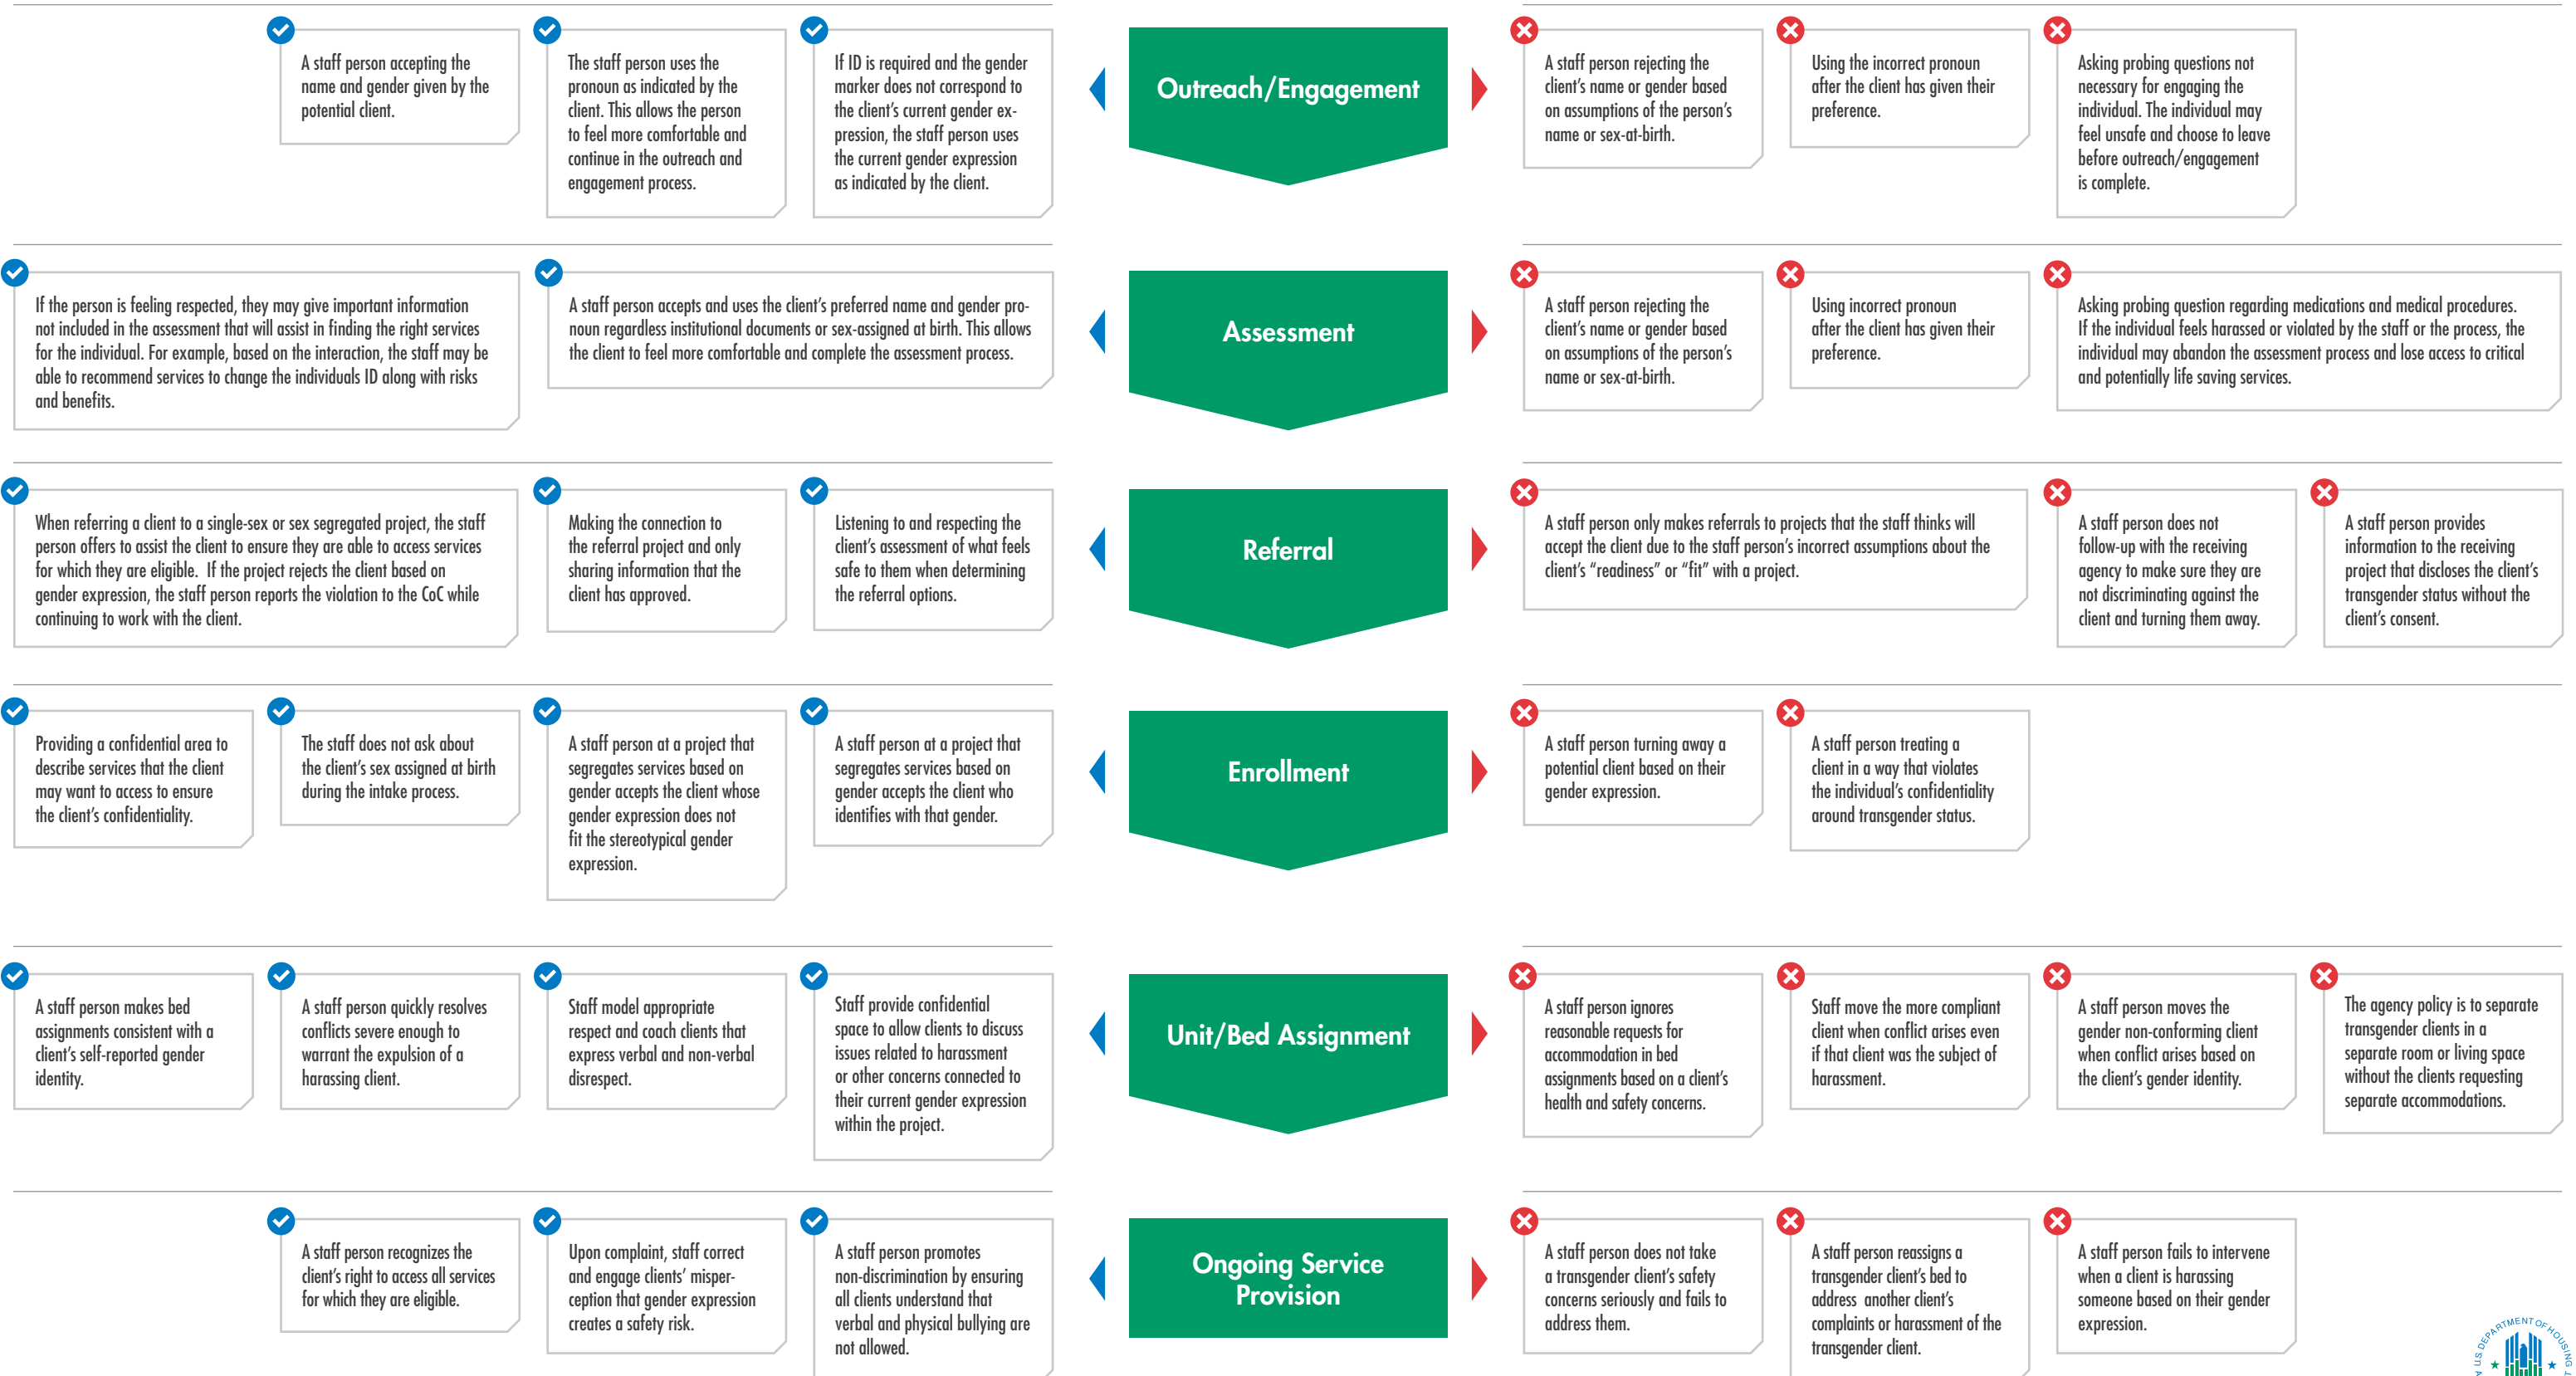 A staff person accepting the
name and gender given by the
potential client.
The staff person uses the
pronoun as indicated by the
client. This allows the person
to feel more comfortable and
continue in the outreach and
engagement process.
If ID is required and the gender
marker does not correspond to
the client's current gender ex-
pression, the staff person uses
the current gender expression
as indicated by the client.
Outreach/Engagement
A staff person rejecting the
client's name or gender based
on assumptions of the person's
name or sex-at-birth.
Using the incorrect pronoun
after the client has given their
preference.
Asking probing questions not
necessary for engaging the
individual. The individual may
feel unsafe and choose to leave
before outreach/engagement
is complete.
If the person is feeling respected, they may give important information
not included in the assessment that will assist in finding the right services
for the individual. For example, based on the interaction, the staff may be
able to recommend services to change the individuals ID along with risks
and benefits.
A staff person accepts and uses the client's preferred name and gender pro-
noun regardless institutional documents or sex-assigned at birth. This allows
the client to feel more comfortable and complete the assessment process.
Assessment
A staff person rejecting the
client's name or gender based
on assumptions of the person's
name or sex-at-birth.
Using incorrect pronoun
after the client has given their
preference.
Asking probing question regarding medications and medical procedures.
If the individual feels harassed or violated by the staff or the process, the
individual may abandon the assessment process and lose access to critical
and potentially life saving services.
When referring a client to a single-sex or sex segregated project, the staff
person offers to assist the client to ensure they are able to access services
for which they are eligible. If the project rejects the client based on
gender expression, the staff person reports the violation to the CoC while
continuing to work with the client.
Making the connection to
the referral project and only
sharing information that the
client has approved.
Listening to and respecting the
client's assessment of what feels
safe to them when determining
the referral options.
Referral
A staff person only makes referrals to projects that the staff thinks will
accept the client due to the staff person's incorrect assumptions about the
client's "readiness" or "fit" with a project.
A staff person does not
follow-up with the receiving
agency to make sure they are
not discriminating against the
client and turning them away.
A staff person provides
information to the receiving
project that discloses the client's
transgender status without the
client's consent.
Providing a confidential area to
describe services that the client
may want to access to ensure
the client's confidentiality.
The staff does not ask about
the client's sex assigned at birth
during the intake process.
A staff person at a project that
segregates services based on
gender accepts the client whose
gender expression does not
fit the stereotypical gender
expression.
A staff person at a project that
segregates services based on
gender accepts the client who
identifies with that gender.
Enrollment
A staff person turning away a
potential client based on their
gender expression.
A staff person treating a
client in a way that violates
the individual's confidentiality
around transgender status.
A staff person makes bed
assignments consistent with a
client's self-reported gender
identity.
A staff person quickly resolves
conflicts severe enough to
warrant the expulsion of a
harassing client.
Staff model appropriate
respect and coach clients that
express verbal and non-verbal
disrespect.
Staff provide confidential
space to allow clients to discuss
issues related to harassment
or other concerns connected to
their current gender expression
within the project.
Unit/Bed Assignment
A staff person ignores
reasonable requests for
accommodation in bed
assignments based on a client's
health and safety concerns.
Staff move the more compliant
client when conflict arises even
if that client was the subject of
harassment.
A staff person moves the
gender non-conforming client
when conflict arises based on
the client's gender identity.
The agency policy is to separate
transgender clients in a
separate room or living space
without the clients requesting
separate accommodations.
A staff person recognizes the
client's right to access all services
for which they are eligible.
Upon complaint, staff correct
and engage clients' misper-
ception that gender expression
creates a safety risk.
A staff person promotes
non-discrimination by ensuring
all clients understand that
verbal and physical bullying are
not allowed.
Ongoing Service
Provision
A staff person does not take
a transgender client's safety
concerns seriously and fails to
address them.
A staff person reassigns a
transgender client's bed to
address another client's
complaints or harassment of the
transgender client.
A staff person fails to intervene
when a client is harassing
someone based on their gender
expression.
U.S. DEPARTMENT OF HOUSING